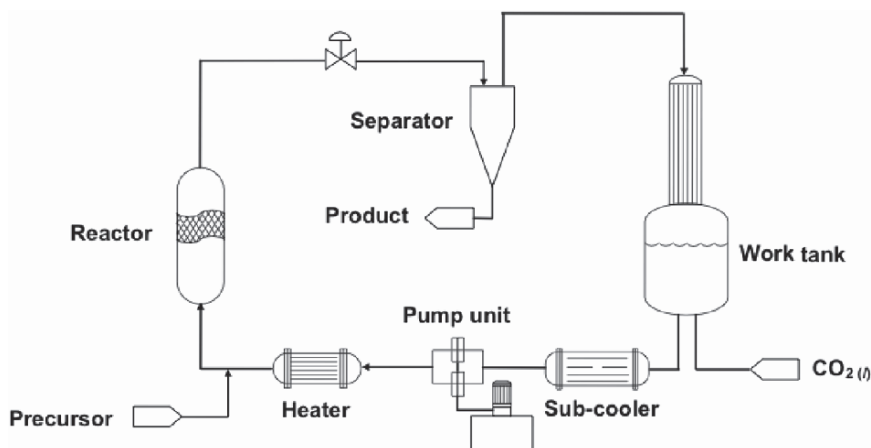 Separator
Product
Reactor
Work tank
Pump unit
CO₂ (l)
Heater
Sub-cooler
Precursor